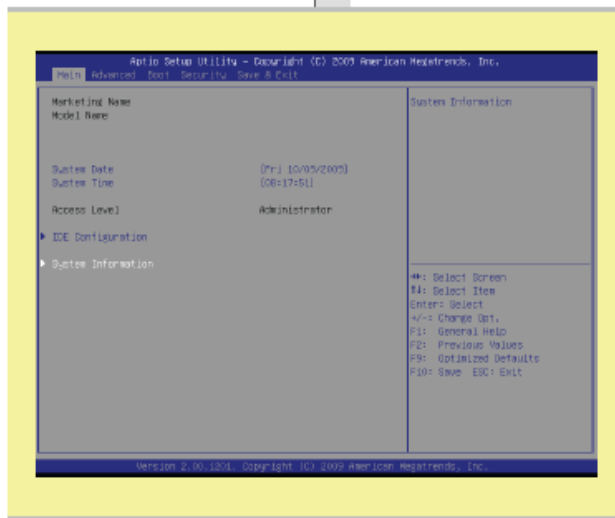 Aptio Setup Utility - Copyright (C) 2009 American Megatrends, Inc.
Main Advanced Boot Security Save & Exit
Marketing Name
Model Name
System Date [Fri 10/09/2009]
System Time [08:17:51]
Access Level Administrator
IDE Configuration
System Information
System Information
↔: Select Screen
↑↓: Select Item
Enter: Select
+/-: Change Opt.
F1: General Help
F2: Previous Values
F9: Optimized Defaults
F10: Save ESC: Exit
Version 2.00.1201. Copyright (C) 2009 American Megatrends, Inc.